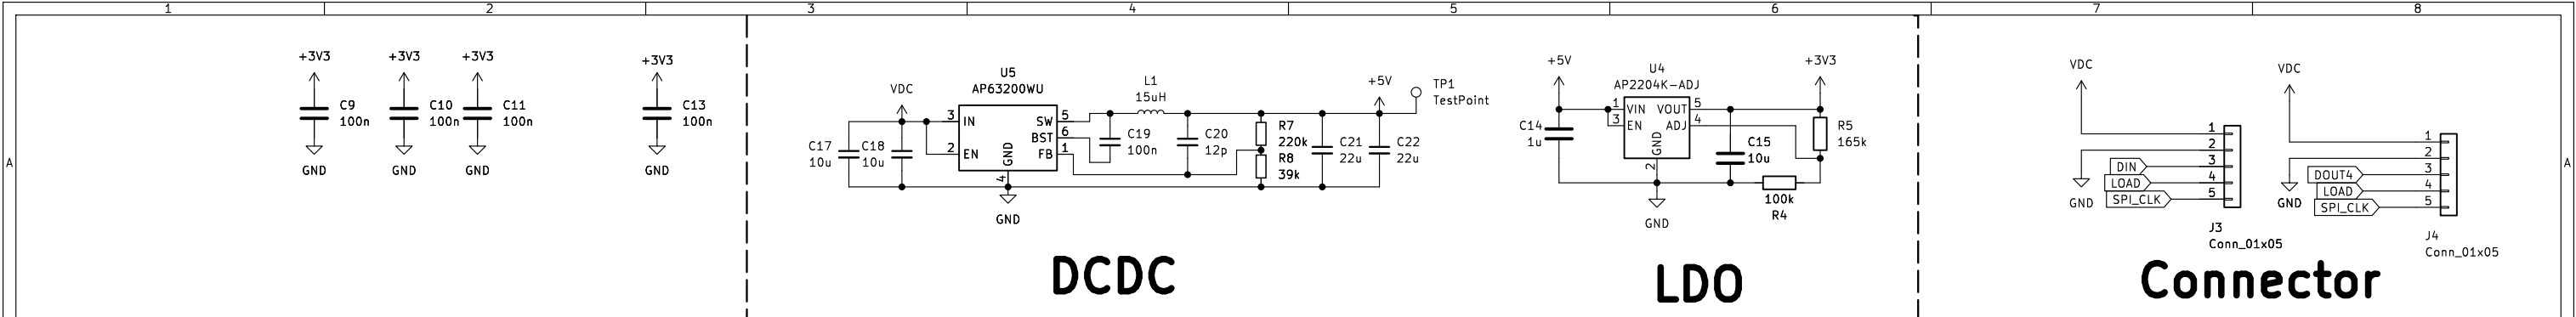 1 2 3 4 5 6 7 8
A
A
+3V3
C9
100n
GND
+3V3
C10
100n
GND
+3V3
C11
100n
GND
+3V3
C13
100n
GND
VDC
C17
10u
C18
10u
U5
AP63200WU
3 IN
2 EN
GND
4
SW 5
BST 6
FB 1
GND
L1
15uH
C19
100n
C20
12p
R7
220k
R8
39k
C21
22u
+5V
C22
22u
TP1
TestPoint
DCDC
+5V
C14
1u
U4
AP2204K-ADJ
1 VIN
3 EN
VOUT 5
ADJ 4
GND
2
GND
C15
10u
+3V3
R5
165k
100k
R4
LDO
VDC
GND
DIN
LOAD
SPI_CLK
1
2
3
4
5
J3
Conn_01x05
VDC
GND
DOUT4
LOAD
SPI_CLK
1
2
3
4
5
J4
Conn_01x05
Connector